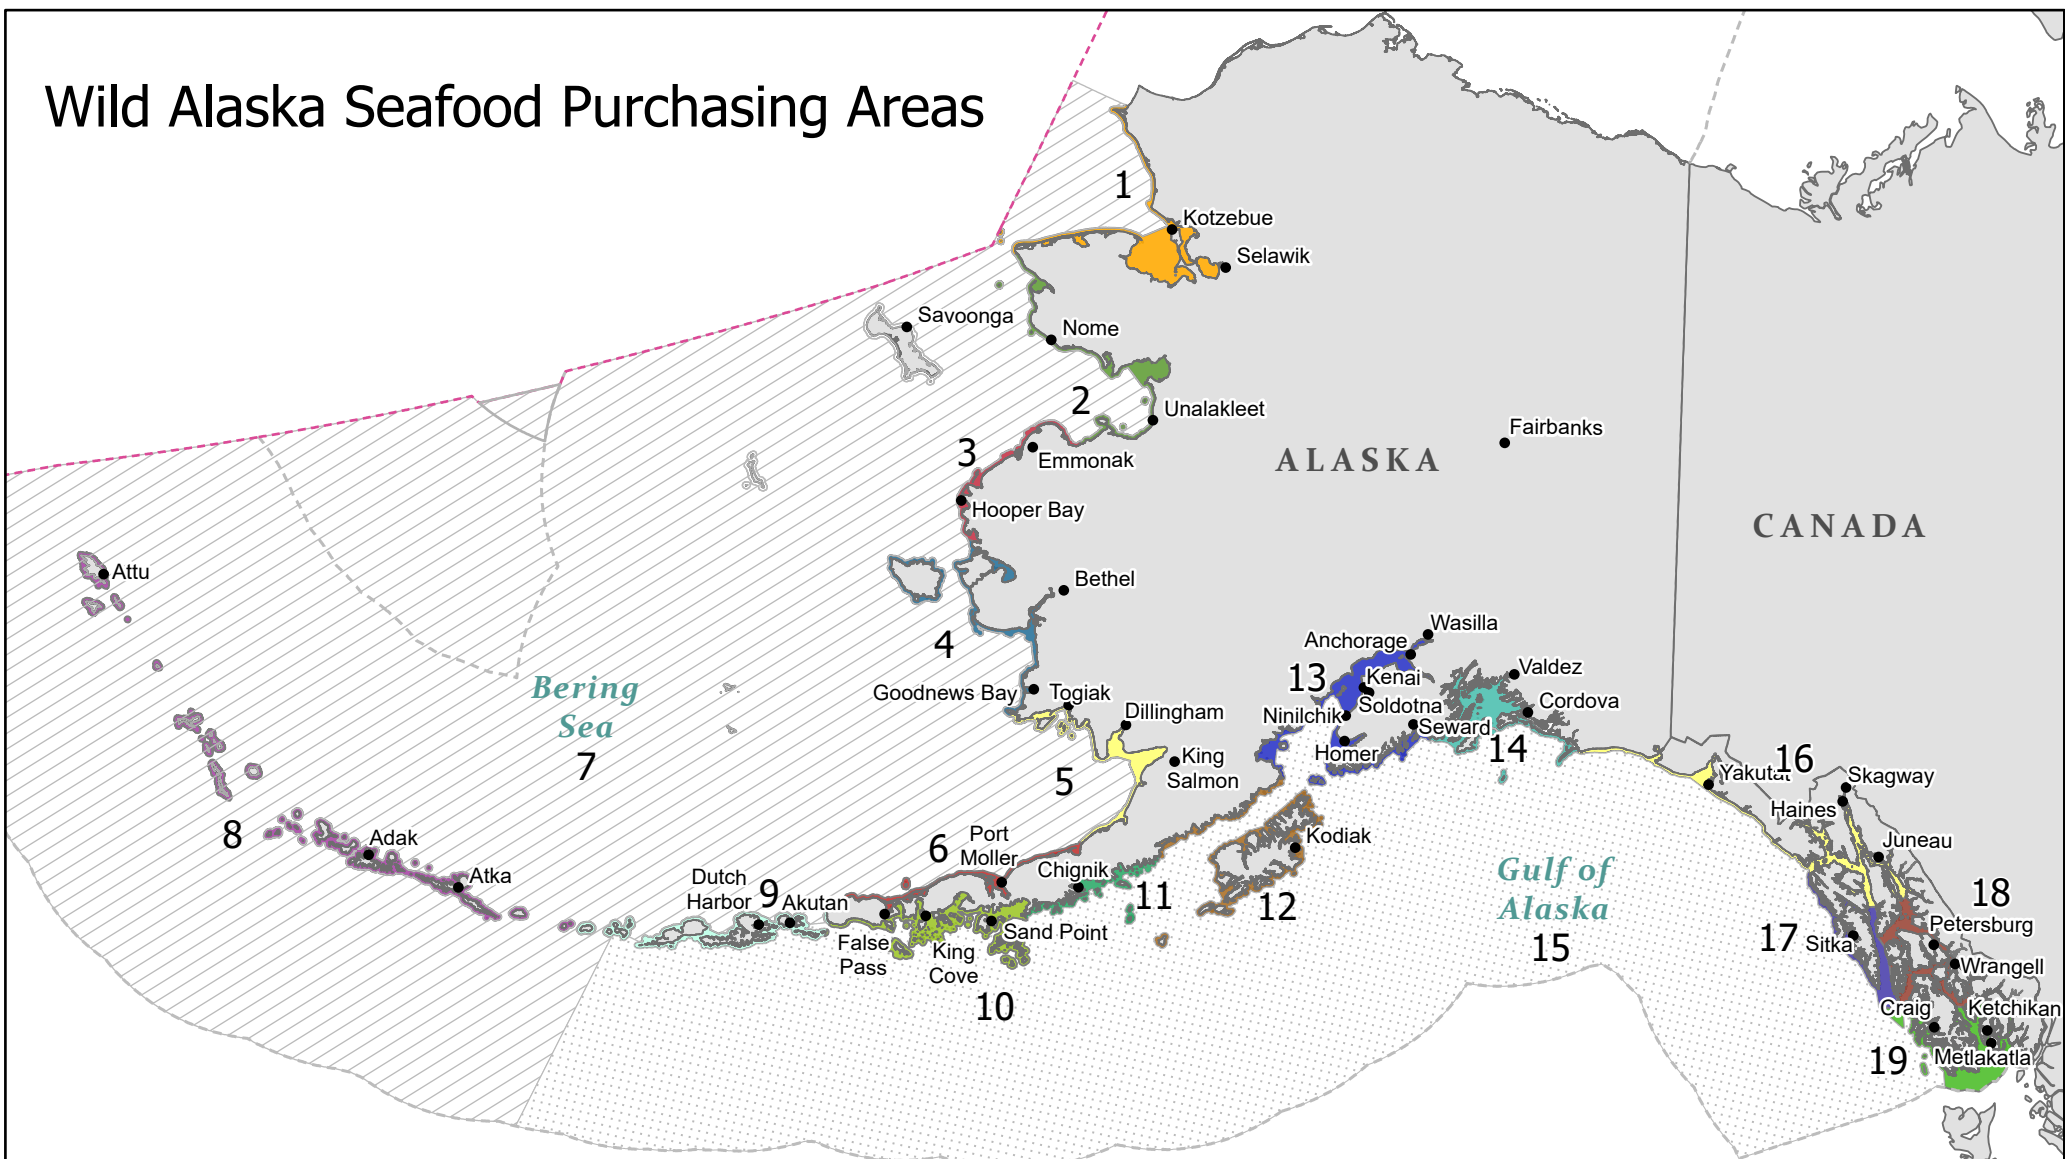 Wild Alaska Seafood Purchasing Areas
1
Kotzebue
Selawik
Savoonga
Nome
2
Unalakleet
3
Emmonak
Hooper Bay
ALASKA
Fairbanks
CANADA
Attu
Bethel
4
Goodnews Bay
Togiak
Dillingham
King
Salmon
5
Bering
Sea
7
8
Adak
Atka
6
Port
Moller
Dutch
Harbor
9
Akutan
False
Pass
King
Cove
Sand Point
10
Chignik
11
12
Kodiak
Wasilla
Anchorage
13
Kenai
Soldotna
Ninilchik
Seward
Homer
Valdez
Cordova
14
Gulf of
Alaska
15
Yakutat
16
Skagway
Haines
Juneau
17
18
Sitka
Petersburg
Wrangell
Craig
Ketchikan
19
Metlakatla